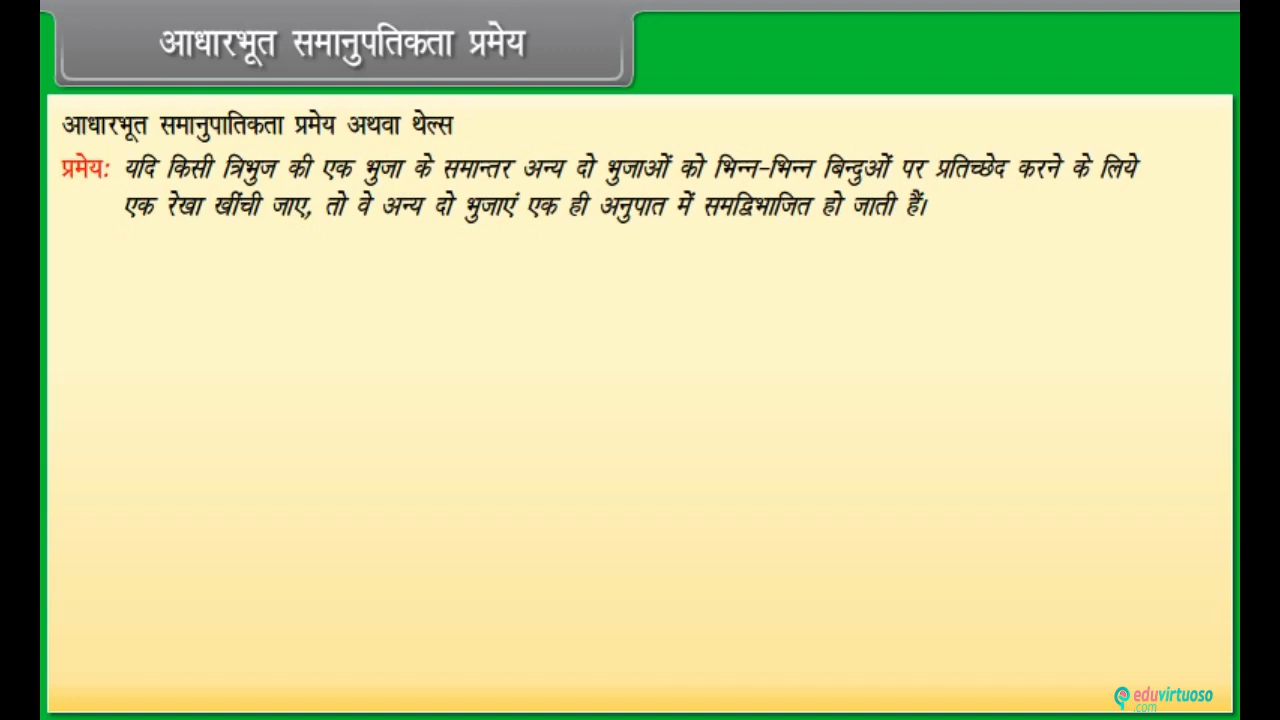 आधारभूत समानुपतिकता प्रमेय
आधारभूत समानुपातिकता प्रमेय अथवा थेल्स
प्रमेय: यदि किसी त्रिभुज की एक भुजा के समान्तर अन्य दो भुजाओं को भिन्न-भिन्न बिन्दुओं पर प्रतिच्छेद करने के लिये
एक रेखा खींची जाए, तो वे अन्य दो भुजाएं एक ही अनुपात में समद्विभाजित हो जाती हैं।
eduvirtuoso
.com